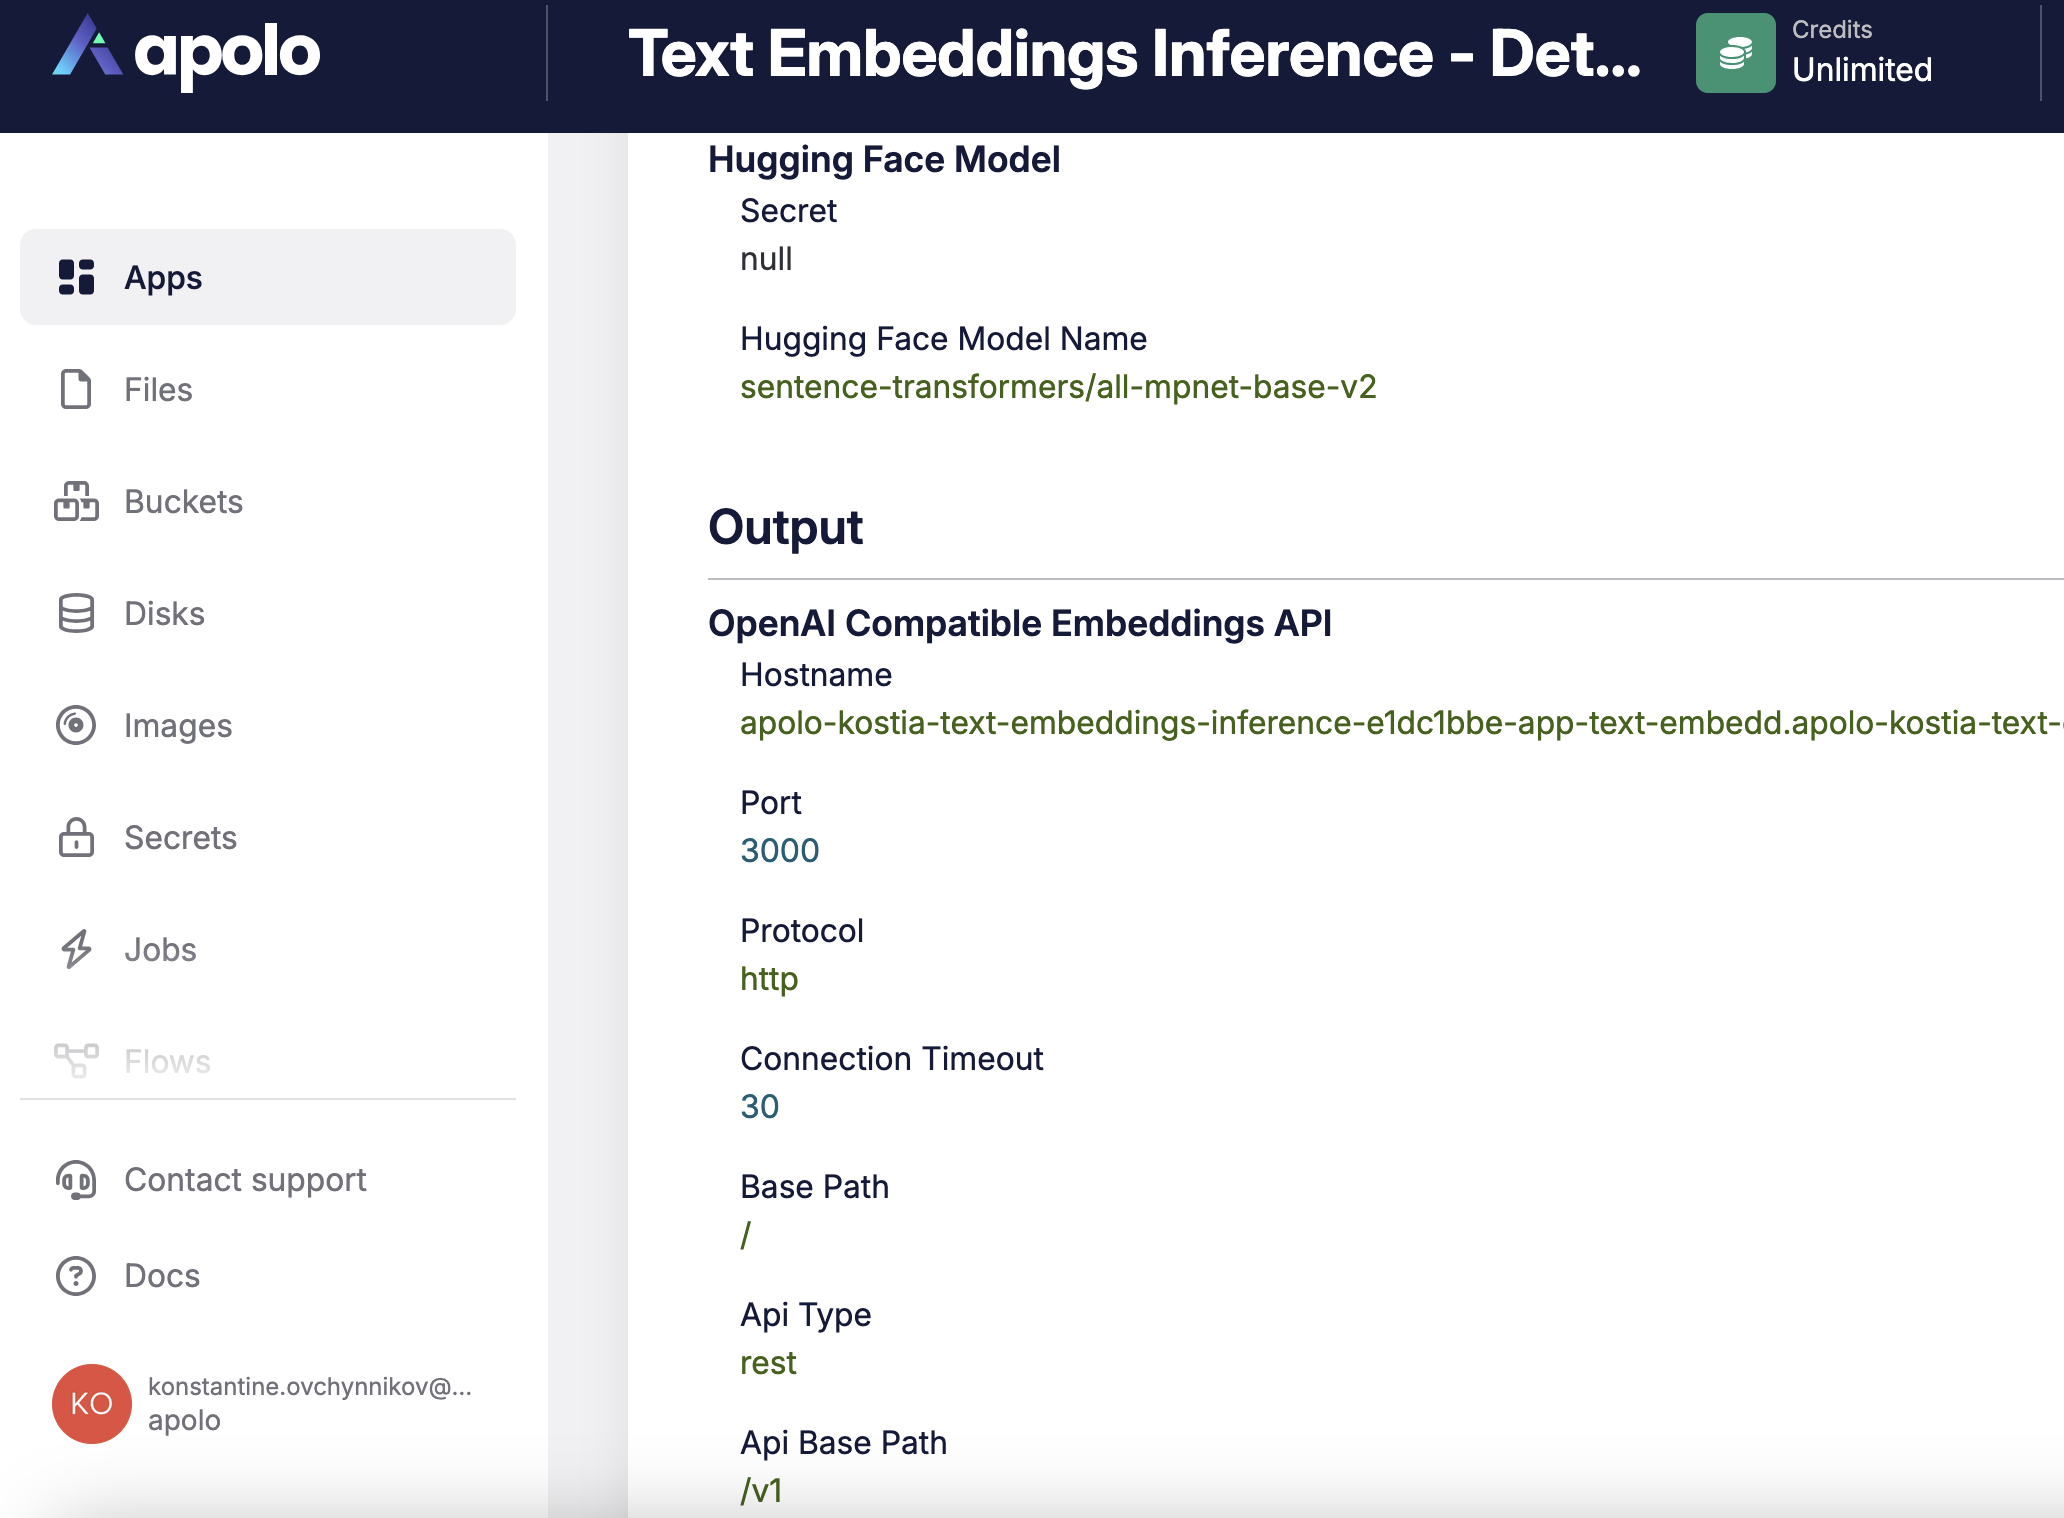 apolo
Text Embeddings Inference - Det...
Credits
Unlimited
Apps
Files
Buckets
Disks
Images
Secrets
Jobs
Flows
Contact support
Docs
KO
konstantine.ovchynnikov@...
apolo
Hugging Face Model
Secret
null
Hugging Face Model Name
sentence-transformers/all-mpnet-base-v2
Output
OpenAI Compatible Embeddings API
Hostname
apolo-kostia-text-embeddings-inference-e1dc1bbe-app-text-embedd.apolo-kostia-text-
Port
3000
Protocol
http
Connection Timeout
30
Base Path
/
Api Type
rest
Api Base Path
/v1